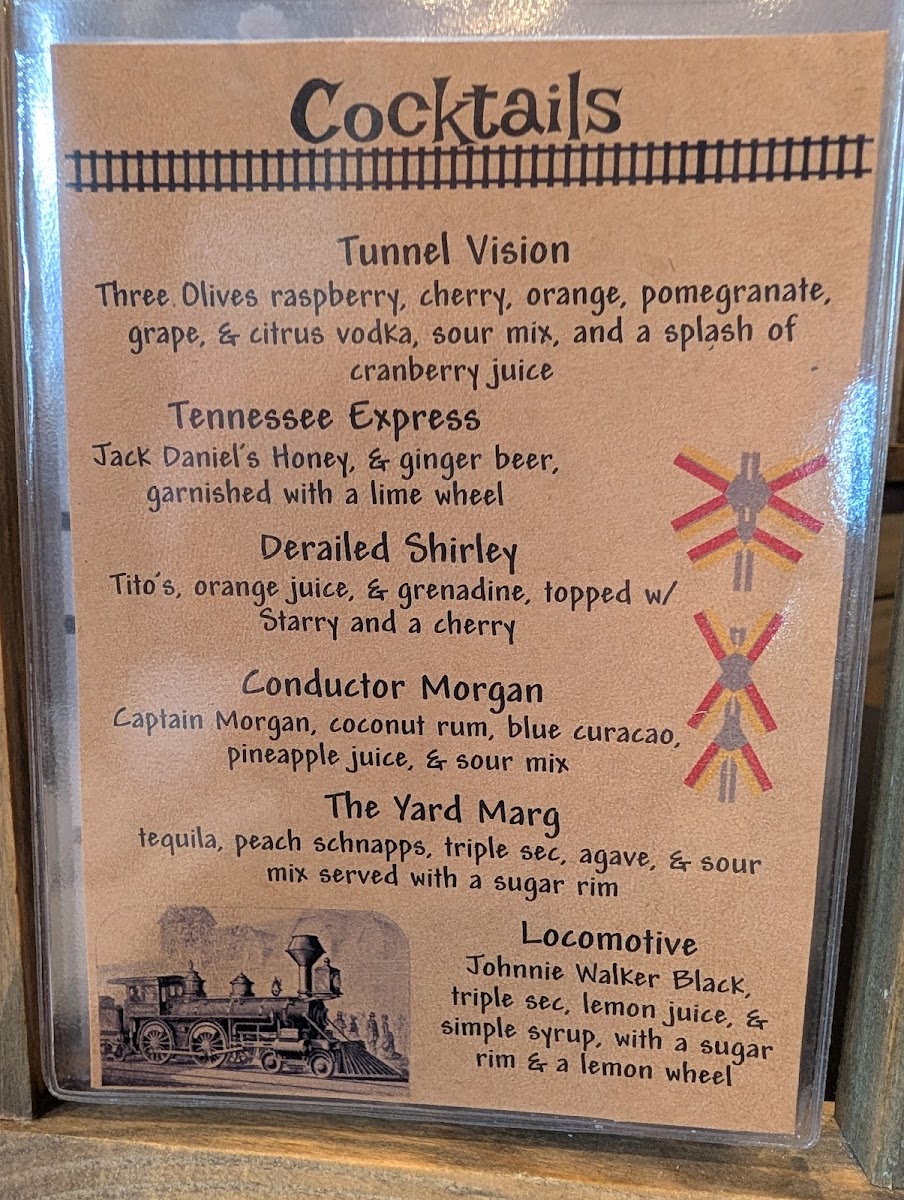 Cocktails
Tunnel Vision
Three Olives raspberry, cherry, orange, pomegranate,
grape, & citrus vodka, sour mix, and a splash of
cranberry juice
Tennessee Express
Jack Daniel's Honey, & ginger beer,
garnished with a lime wheel
Derailed Shirley
Tito's, orange juice, & grenadine, topped w/
Starry and a cherry
Conductor Morgan
Captain Morgan, coconut rum, blue curacao,
pineapple juice, & sour mix
The Yard Marg
tequila, peach schnapps, triple sec, agave, & sour
mix served with a sugar rim
Locomotive
Johnnie Walker Black,
triple sec, lemon juice, &
simple syrup, with a sugar
rim & a lemon wheel